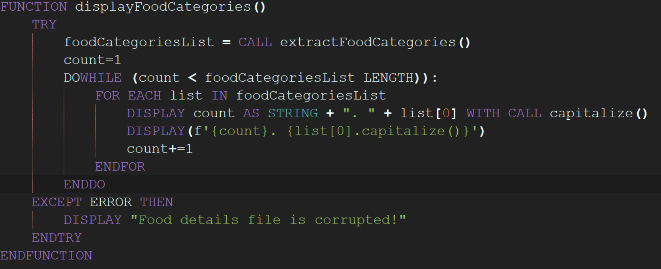 FUNCTION displayFoodCategories()
TRY
foodCategoriesList = CALL extractFoodCategories()
count=1
DOWHILE (count < foodCategoriesList LENGTH)):
FOR EACH list IN foodCategoriesList
DISPLAY count AS STRING + ". " + list[0] WITH CALL capitalize()
DISPLAY(f'{count}. {list[0].capitalize()}')
count+=1
ENDFOR
ENDDO
EXCEPT ERROR THEN
DISPLAY "Food details file is corrupted!"
ENDTRY
ENDFUNCTION